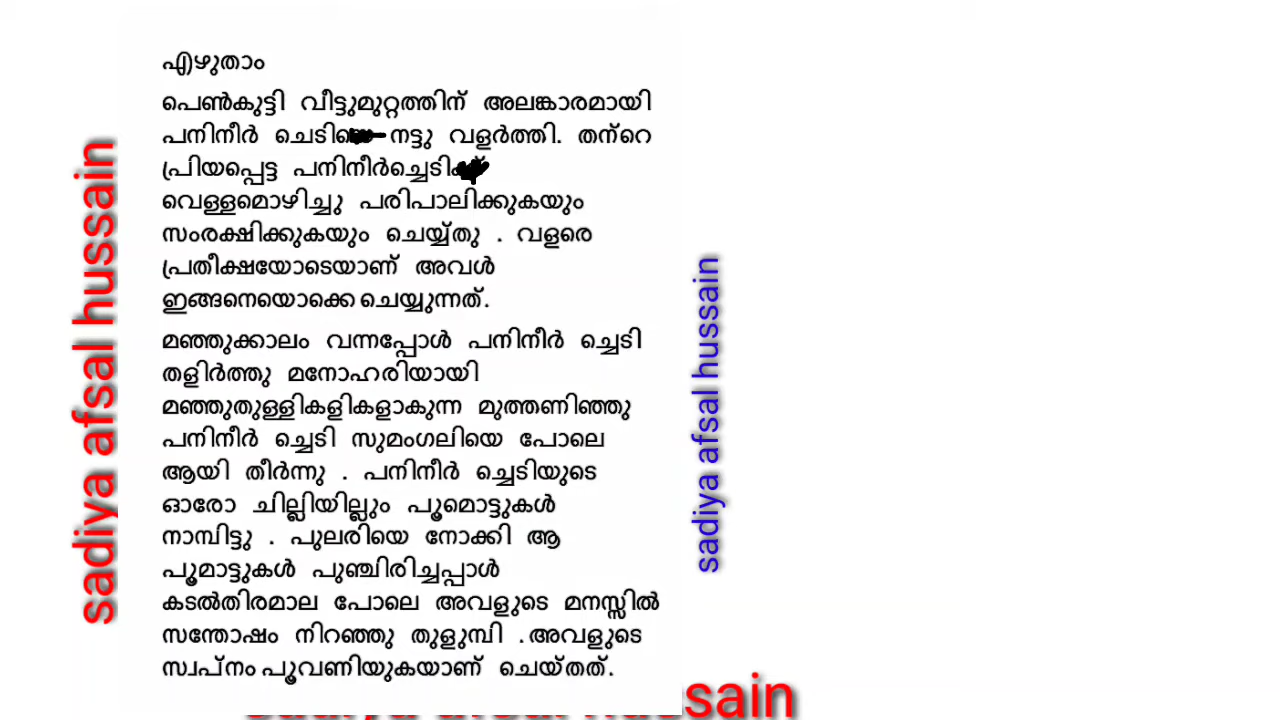 എഴുതാം
പെൺകുട്ടി വീട്ടുമുറ്റത്തിന് അലങ്കാരമായി
പനിനീർ നട്ടു വളർത്തി. തന്റെ
പ്രിയപ്പെട്ട
വെള്ളമൊഴിച്ചു പരിപാലിക്കുകയും
സംരക്ഷിക്കുകയും ചെയ്യ്തു . വളരെ
പ്രതീക്ഷയോടെയാണ് അവൾ
ഇങ്ങനെയൊക്കെ ചെയ്യുന്നത്.
മഞ്ഞുക്കാലം വന്നപ്പോൾ പനിനീർ ച്ചെടി
തളിർത്തു മനോഹരിയായി
മഞ്ഞുതുള്ളികളികളാകുന്ന മുത്തണിഞ്ഞു
പനിനീർ ച്ചെടി സുമംഗലിയെ പോലെ
ആയി തീർന്നു . പനിനീർ ച്ചെടിയുടെ
ഓരോ ചില്ലിയില്ലും പൂമൊട്ടുകൾ
നാമ്പിട്ടു . പുലരിയെ നോക്കി ആ
പൂമാട്ടുകൾ പുഞ്ചിരിച്ചപ്പാൾ
കടൽതിരമാല പോലെ അവളുടെ മനസ്സിൽ
സന്തോഷം നിറഞ്ഞു തുളുമ്പി .അവളുടെ
സ്വപ്നം പൂവണിയുകയാണ് ചെയ്തത്.
sadiya afsal hussain
sadiya afsal hussain